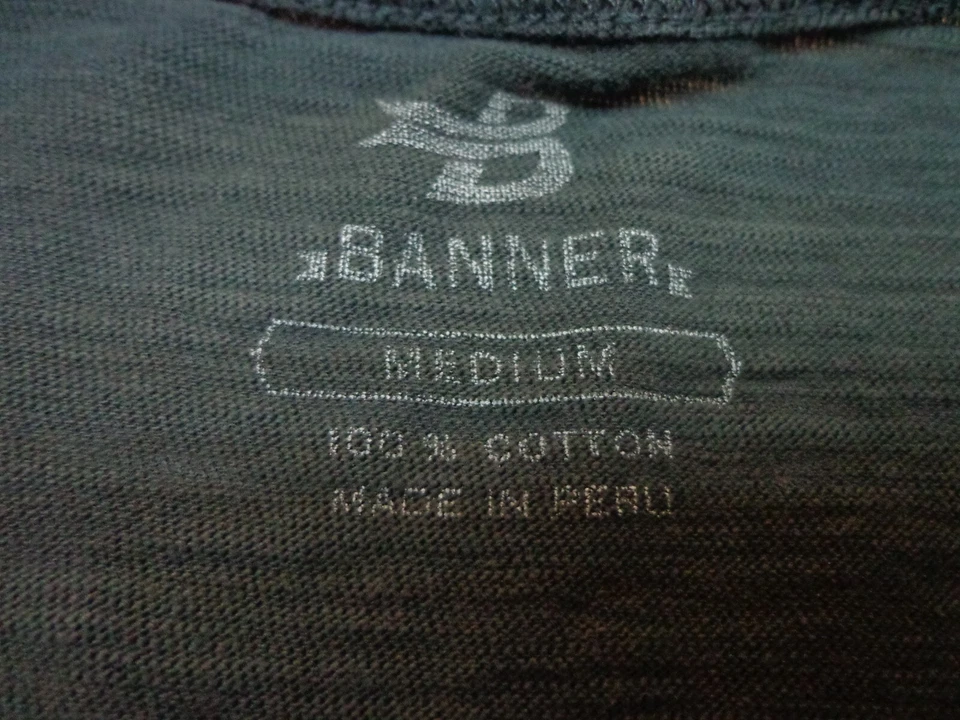 B
BANNER
MEDIUM
100 % COTTON
MADE IN PERU